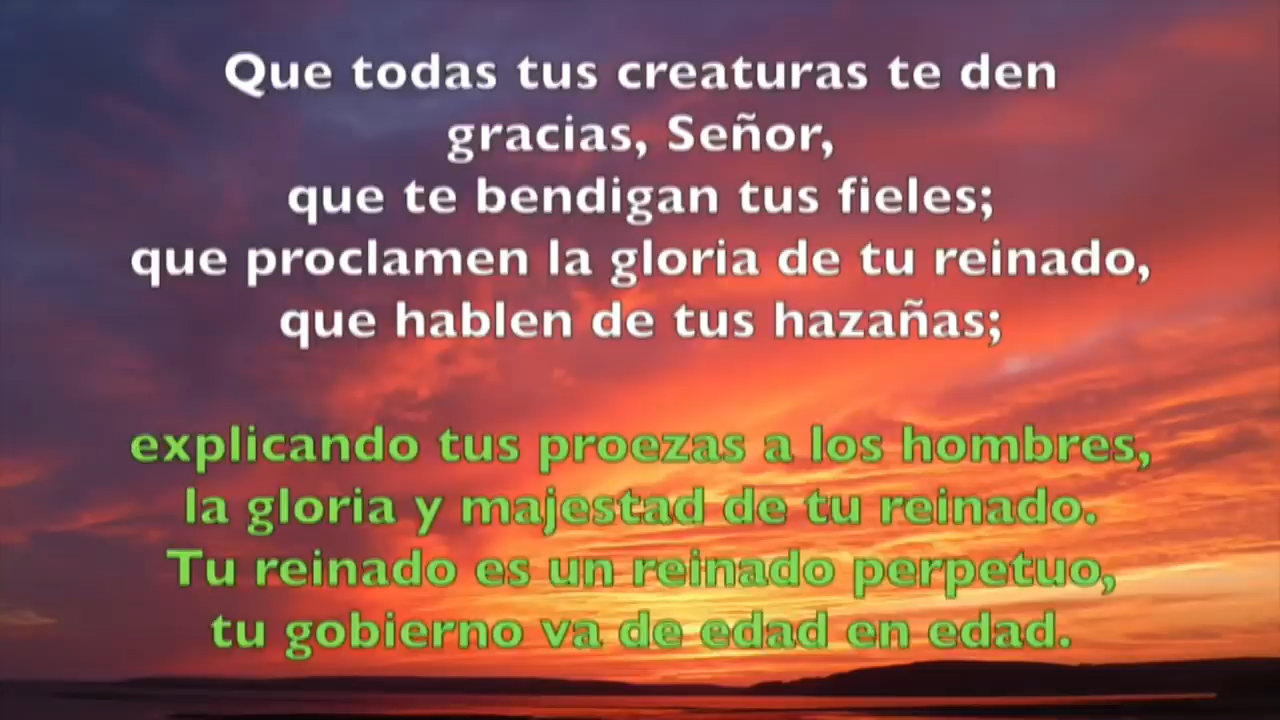 Que todas tus creaturas te den
gracias, Señor,
que te bendigan tus fieles;
que proclamen la gloria de tu reinado,
que hablen de tus hazañas;
explicando tus proezas a los hombres,
la gloria y majestad de tu reinado.
Tu reinado es un reinado perpetuo,
tu gobierno va de edad en edad.